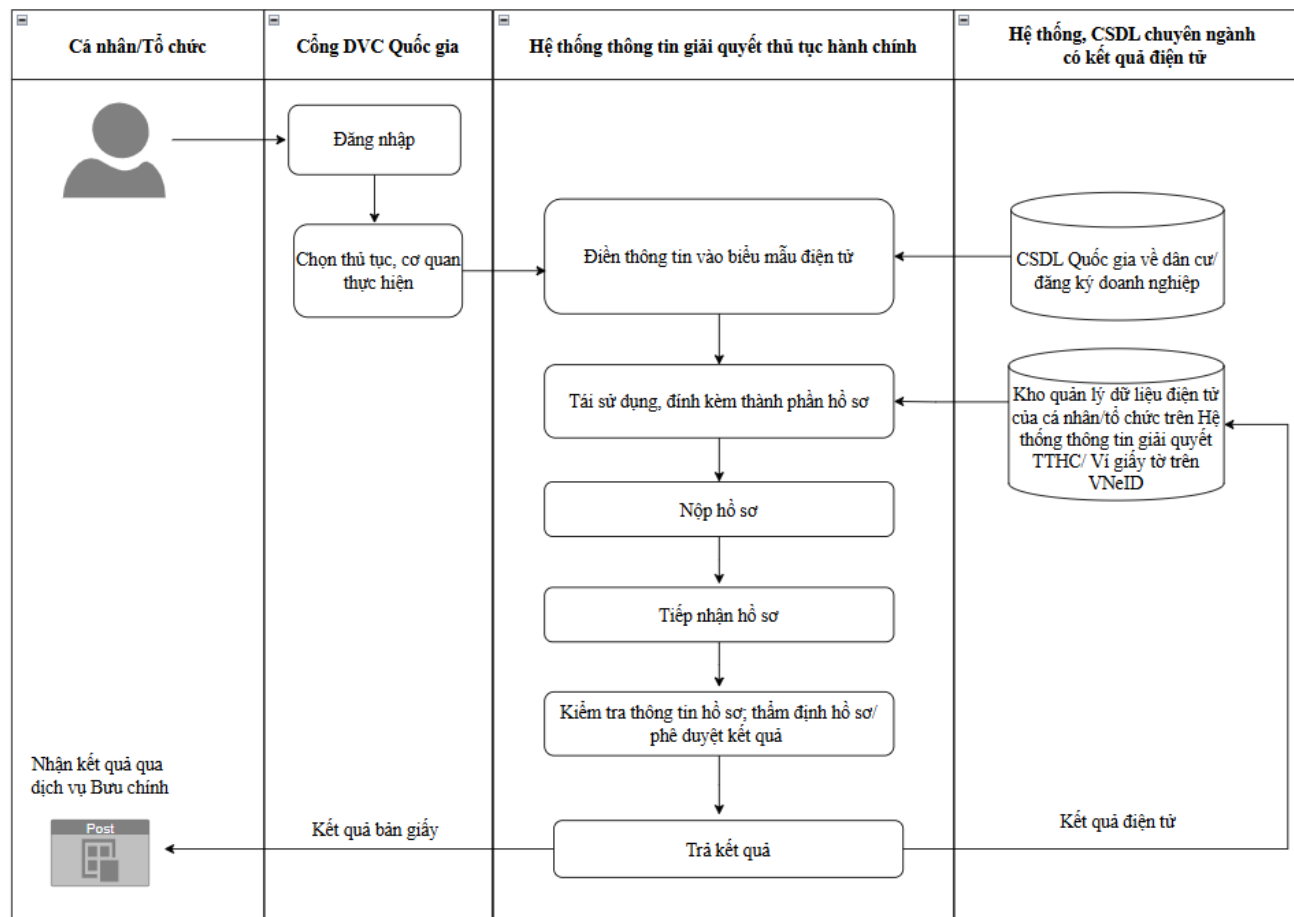 Cá nhân/Tổ chức
Cổng DVC Quốc gia
Hệ thống thông tin giải quyết thủ tục hành chính
Hệ thống, CSDL chuyên ngành
có kết quả điện tử
Đăng nhập
Chọn thủ tục, cơ quan
thực hiện
Điền thông tin vào biểu mẫu điện tử
CSDL Quốc gia về dân cư/
đăng ký doanh nghiệp
Tái sử dụng, đính kèm thành phần hồ sơ
Kho quản lý dữ liệu điện tử
của cá nhân/tổ chức trên Hệ
thống thông tin giải quyết
TTHC/ Ví giấy tờ trên
VNeID
Nộp hồ sơ
Tiếp nhận hồ sơ
Kiểm tra thông tin hồ sơ; thẩm định hồ sơ/
phê duyệt kết quả
Nhận kết quả qua
dịch vụ Bưu chính
Post
Kết quả bản giấy
Trả kết quả
Kết quả điện tử